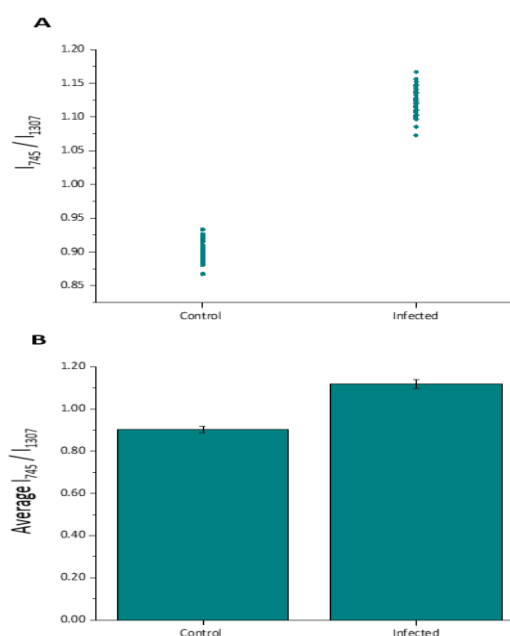 A
1.20
1.15
1.10
1.05
1.00
0.95
0.90
0.85
I745 / I1307
Control
Infected
B
1.20
1.00
0.80
0.60
0.40
0.20
0.00
Average I745 / I1307
Control
Infected